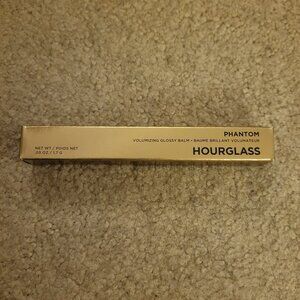 PHANTOM
VOLUMIZING GLOSSY BALM • BAUME BRILLANT VOLUMATEUR
HOURGLASS
NET WT / POIDS NET
.06 OZ / 1.7 G